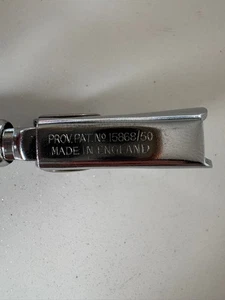 PROV. PAT. NO 15868/50
MADE IN ENGLAND